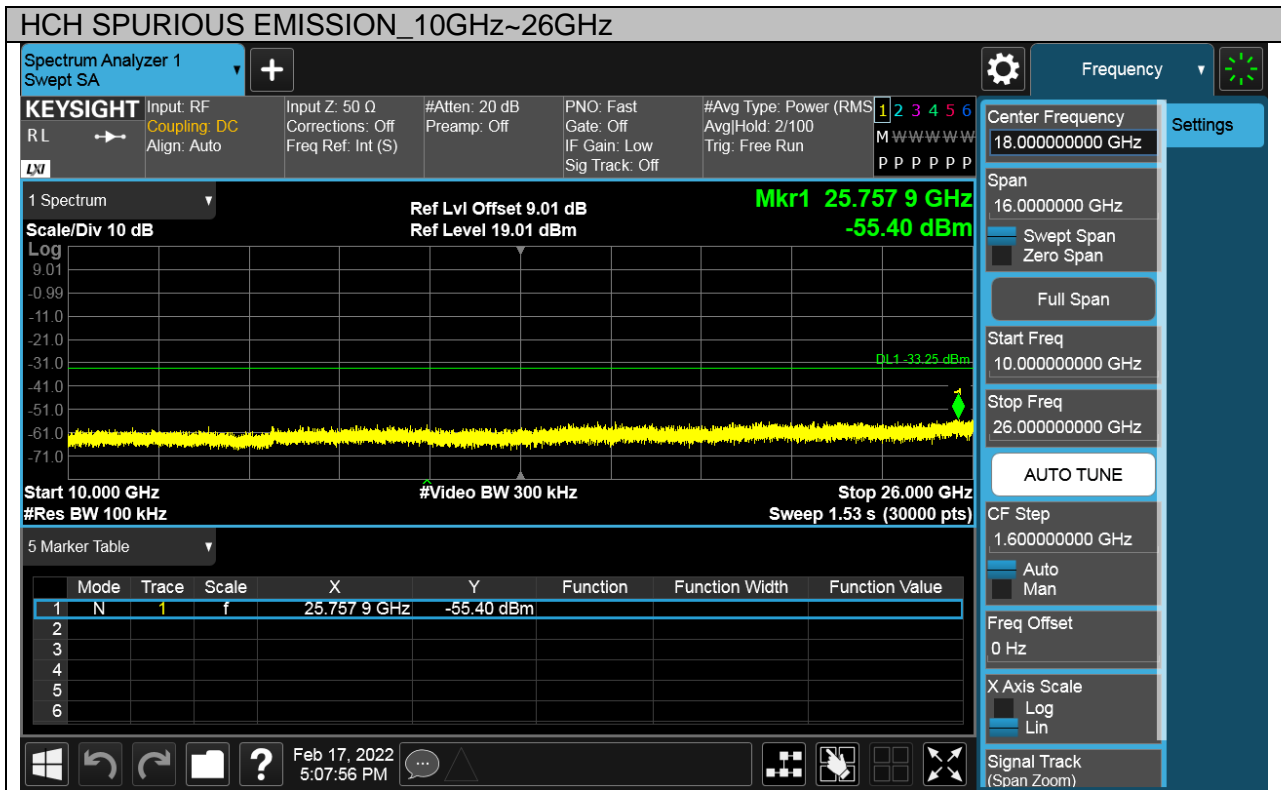 HCH SPURIOUS EMISSION_10GHz~26GHz
Spectrum Analyzer 1
Swept SA
+
Frequency
KEYSIGHT
RL
LXI
Input: RF
Coupling: DC
Align: Auto
Input Z: 50 Ω
Corrections: Off
Freq Ref: Int (S)
#Atten: 20 dB
Preamp: Off
PNO: Fast
Gate: Off
IF Gain: Low
Sig Track: Off
#Avg Type: Power (RMS
Avg|Hold: 2/100
Trig: Free Run
1 2 3 4 5 6
M W W W W W
P P P P P P
1 Spectrum
Scale/Div 10 dB
Ref Lvl Offset 9.01 dB
Ref Level 19.01 dBm
Mkr1 25.757 9 GHz
-55.40 dBm
Log
9.01
-0.99
-11.0
-21.0
-31.0
-41.0
-51.0
-61.0
-71.0
DL1 -33.25 dBm
1
Start 10.000 GHz
#Res BW 100 kHz
#Video BW 300 kHz
Stop 26.000 GHz
Sweep 1.53 s (30000 pts)
5 Marker Table
Mode Trace Scale X Y Function Function Width Function Value
1 N 1 f 25.757 9 GHz -55.40 dBm
2
3
4
5
6
Center Frequency
18.000000000 GHz
Settings
Span
16.0000000 GHz
Swept Span
Zero Span
Full Span
Start Freq
10.000000000 GHz
Stop Freq
26.000000000 GHz
AUTO TUNE
CF Step
1.600000000 GHz
Auto
Man
Freq Offset
0 Hz
X Axis Scale
Log
Lin
Signal Track
(Span Zoom)
?
Feb 17, 2022
5:07:56 PM